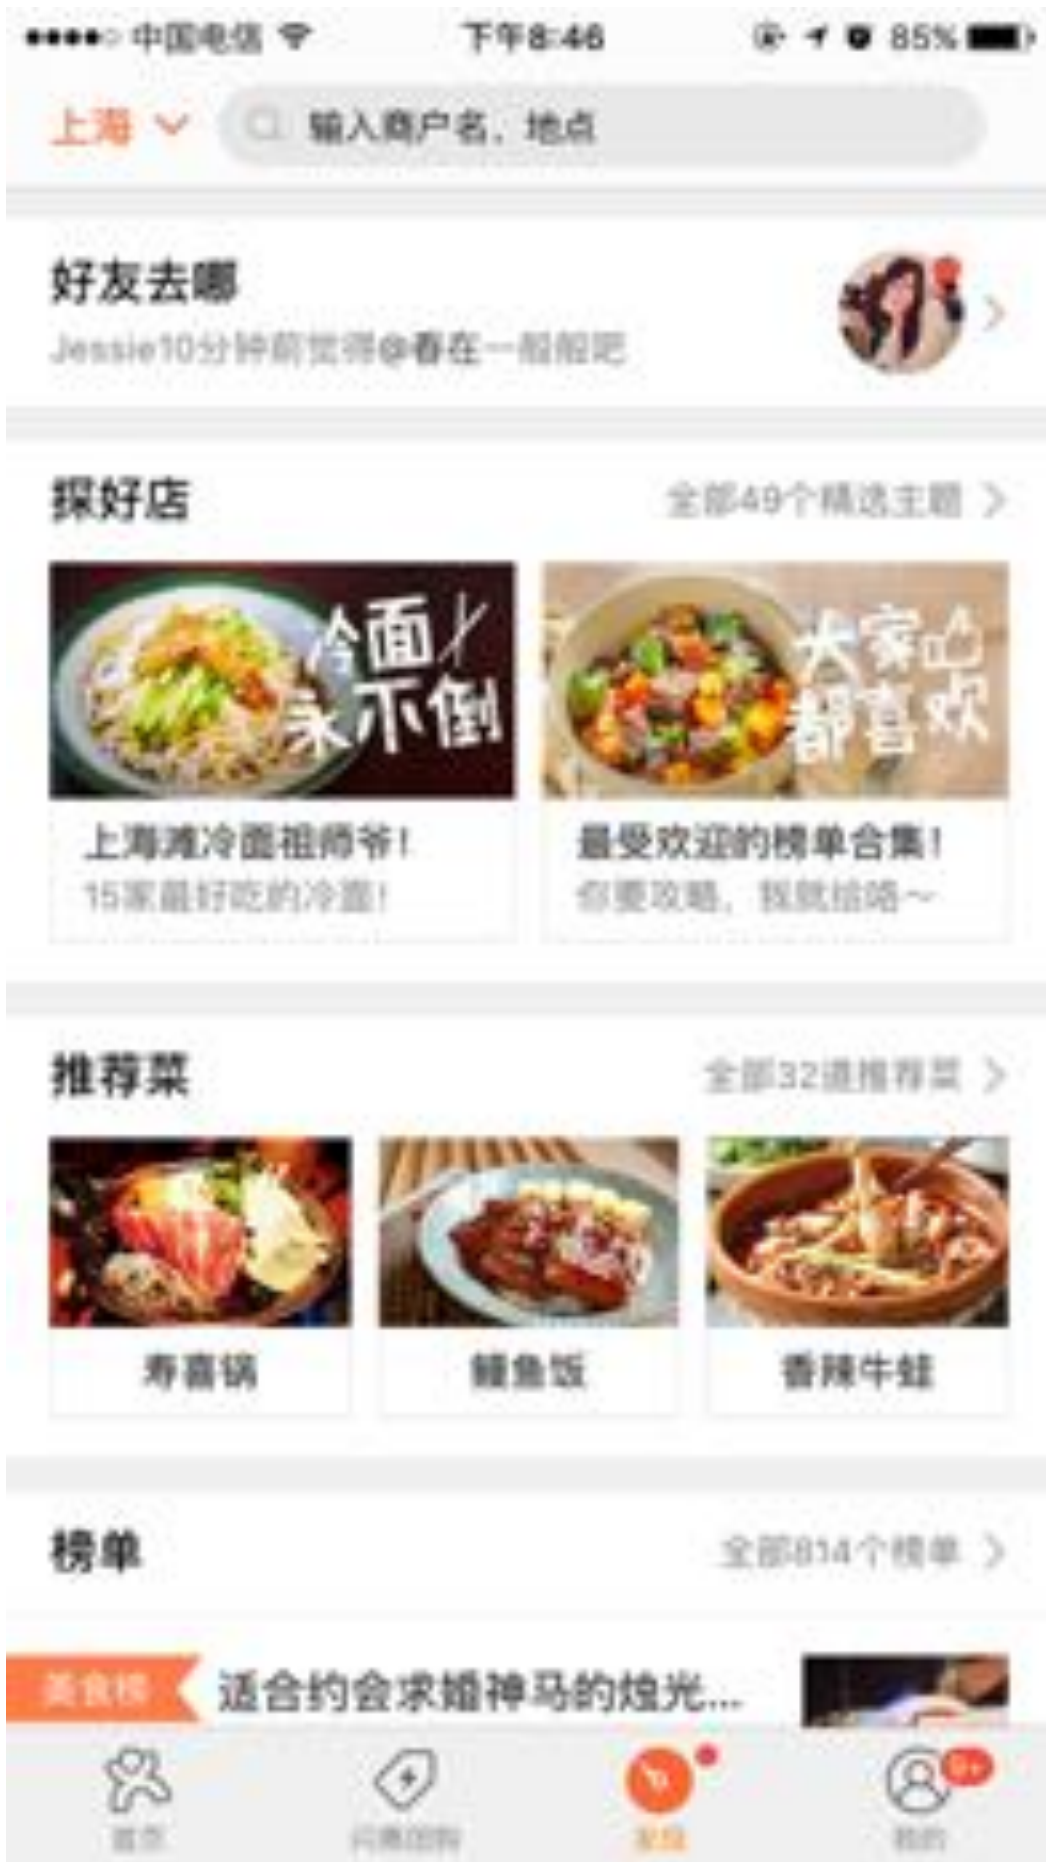 中国电信
下午8:46
85%
上海
输入商户名、地点
好友去哪
Jessie10分钟前觉得@春在一般般吧
探好店
全部49个精选主题
冷面
永不倒
大家
都喜欢
上海滩冷面祖师爷!
15家最好吃的冷面!
最受欢迎的榜单合集!
你要攻略，我就给咯～
推荐菜
全部32道推荐菜
寿喜锅
鳗鱼饭
香辣牛蛙
榜单
全部814个榜单
美食榜
适合约会求婚神马的烛光...
首页
闪惠团购
发现
我的
9+